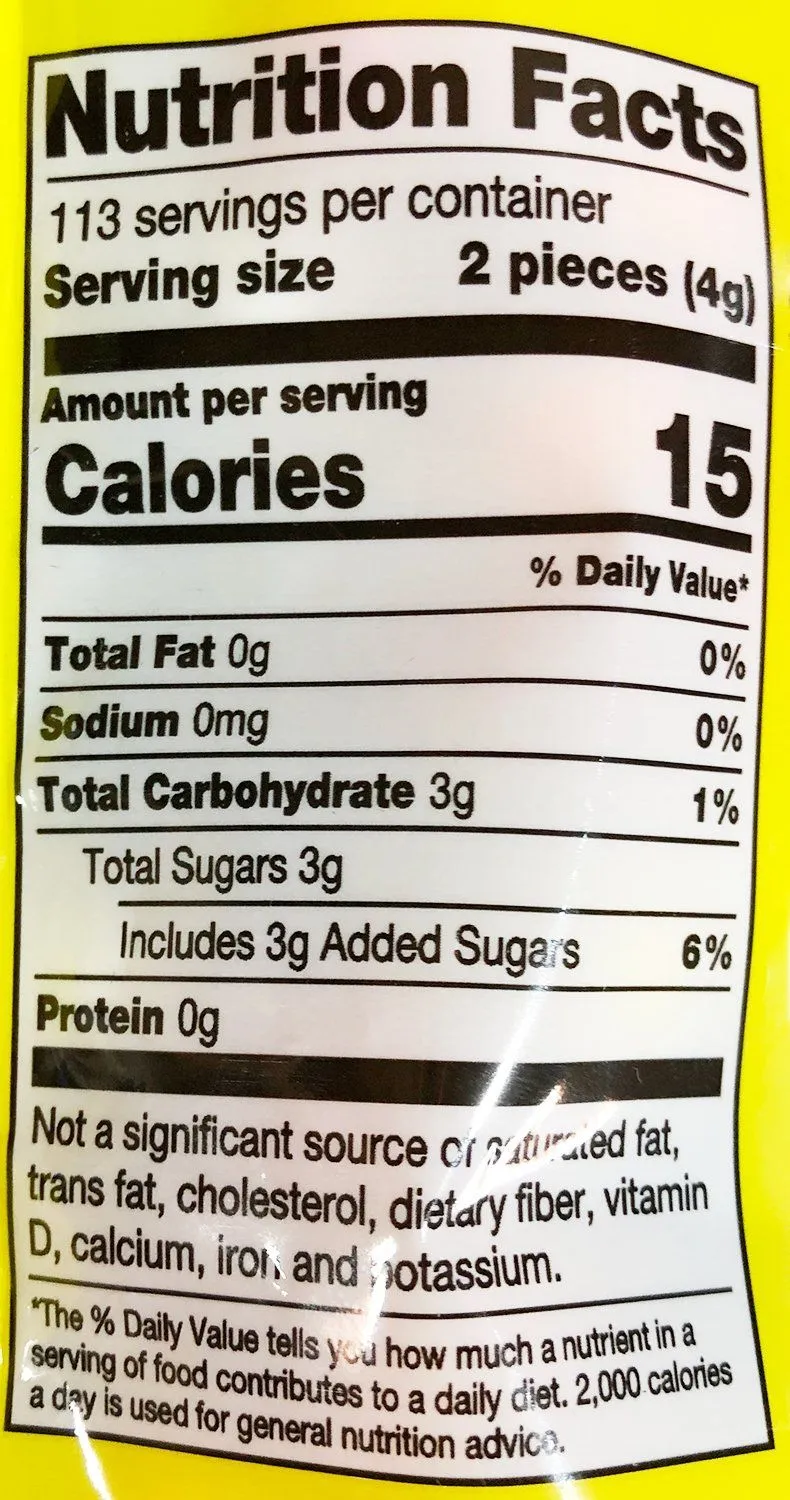 Nutrition Facts
113 servings per container
Serving size 2 pieces (4g)
Amount per serving
Calories 15
% Daily Value*
Total Fat 0g 0%
Sodium 0mg 0%
Total Carbohydrate 3g 1%
Total Sugars 3g
Includes 3g Added Sugars 6%
Protein 0g
Not a significant source of saturated fat,
trans fat, cholesterol, dietary fiber, vitamin
D, calcium, iron and potassium.
*The % Daily Value tells you how much a nutrient in a
serving of food contributes to a daily diet. 2,000 calories
a day is used for general nutrition advice.